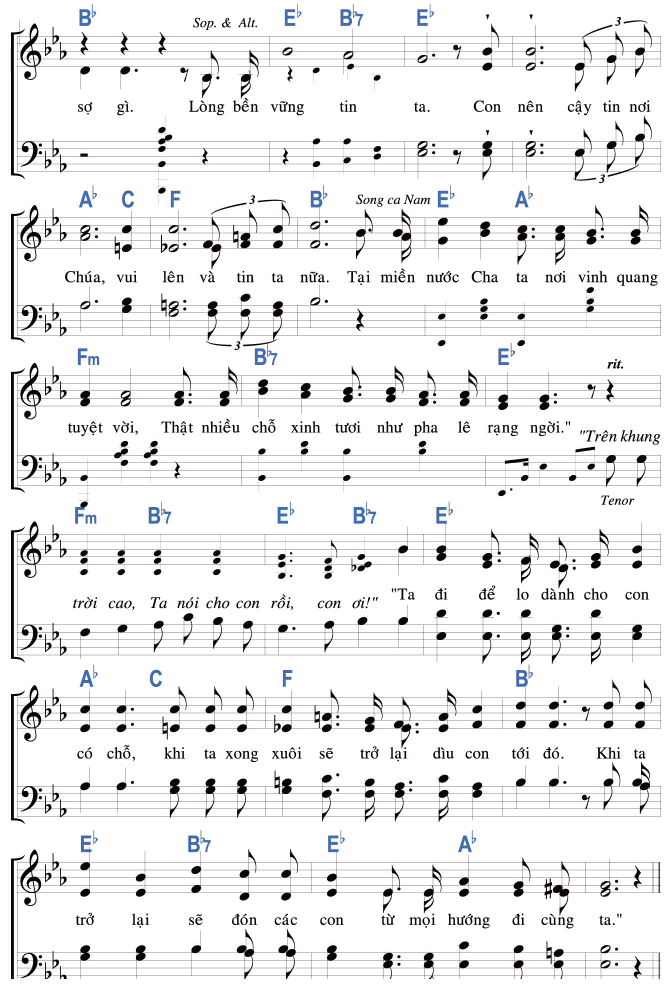 B♭ E♭ B♭7 E♭
Sop. & Alt.
sợ gì. Lòng bền vững tin ta. Con nên cậy tin nơi
3
3
A♭ C F B♭ E♭ A♭
3 Song ca Nam
Chúa, vui lên và tin ta nữa. Tại miền nước Cha ta nơi vinh quang
3
Fm B♭7 E♭
rit.
tuyệt vời, Thật nhiều chỗ xinh tươi như pha lê rạng ngời."
"Trên khung
Tenor
Fm B♭7 E♭ B♭7 E♭
trời cao, Ta nói cho con rồi, con ơi!" "Ta đi để lo dành cho con
A♭ C F B♭
có chỗ, khi ta xong xuôi sẽ trở lại dìu con tới đó. Khi ta
E♭ B♭7 E♭ A♭
trở lại sẽ đón các con từ mọi hướng đi cùng ta."